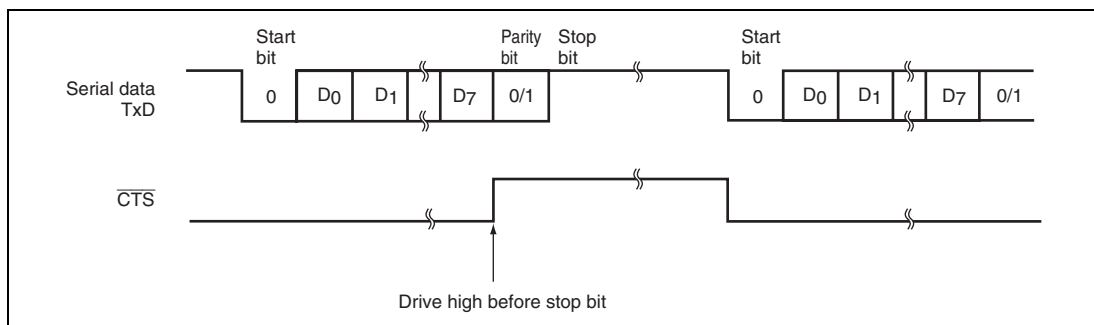 Start bit
Parity bit
Stop bit
Start bit
Serial data TxD
0
D0
D1
D7
0/1
0
D0
D1
D7
0/1
CTS
Drive high before stop bit